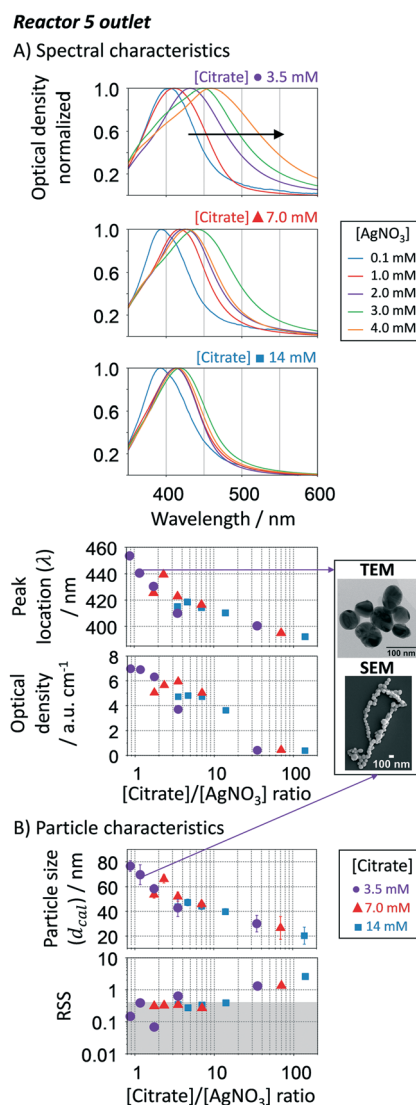 Reactor 5 outlet
A) Spectral characteristics
[Citrate] ● 3.5 mM
Optical density
normalized
1.0
0.6
0.2
[Citrate] ▲ 7.0 mM
1.0
0.6
0.2
[AgNO₃]
0.1 mM
1.0 mM
2.0 mM
3.0 mM
4.0 mM
[Citrate] ■ 14 mM
1.0
0.6
0.2
400 500 600
Wavelength / nm
Peak
location (λ)
/ nm
460
440
420
400
TEM
100 nm
SEM
100 nm
Optical
density
/ a.u. cm⁻¹
8
6
4
2
0
1 10 100
[Citrate]/[AgNO₃] ratio
B) Particle characteristics
Particle size
(d_cal) / nm
80
60
40
20
[Citrate]
3.5 mM
7.0 mM
14 mM
RSS
10
1
0.1
0.01
1 10 100
[Citrate]/[AgNO₃] ratio